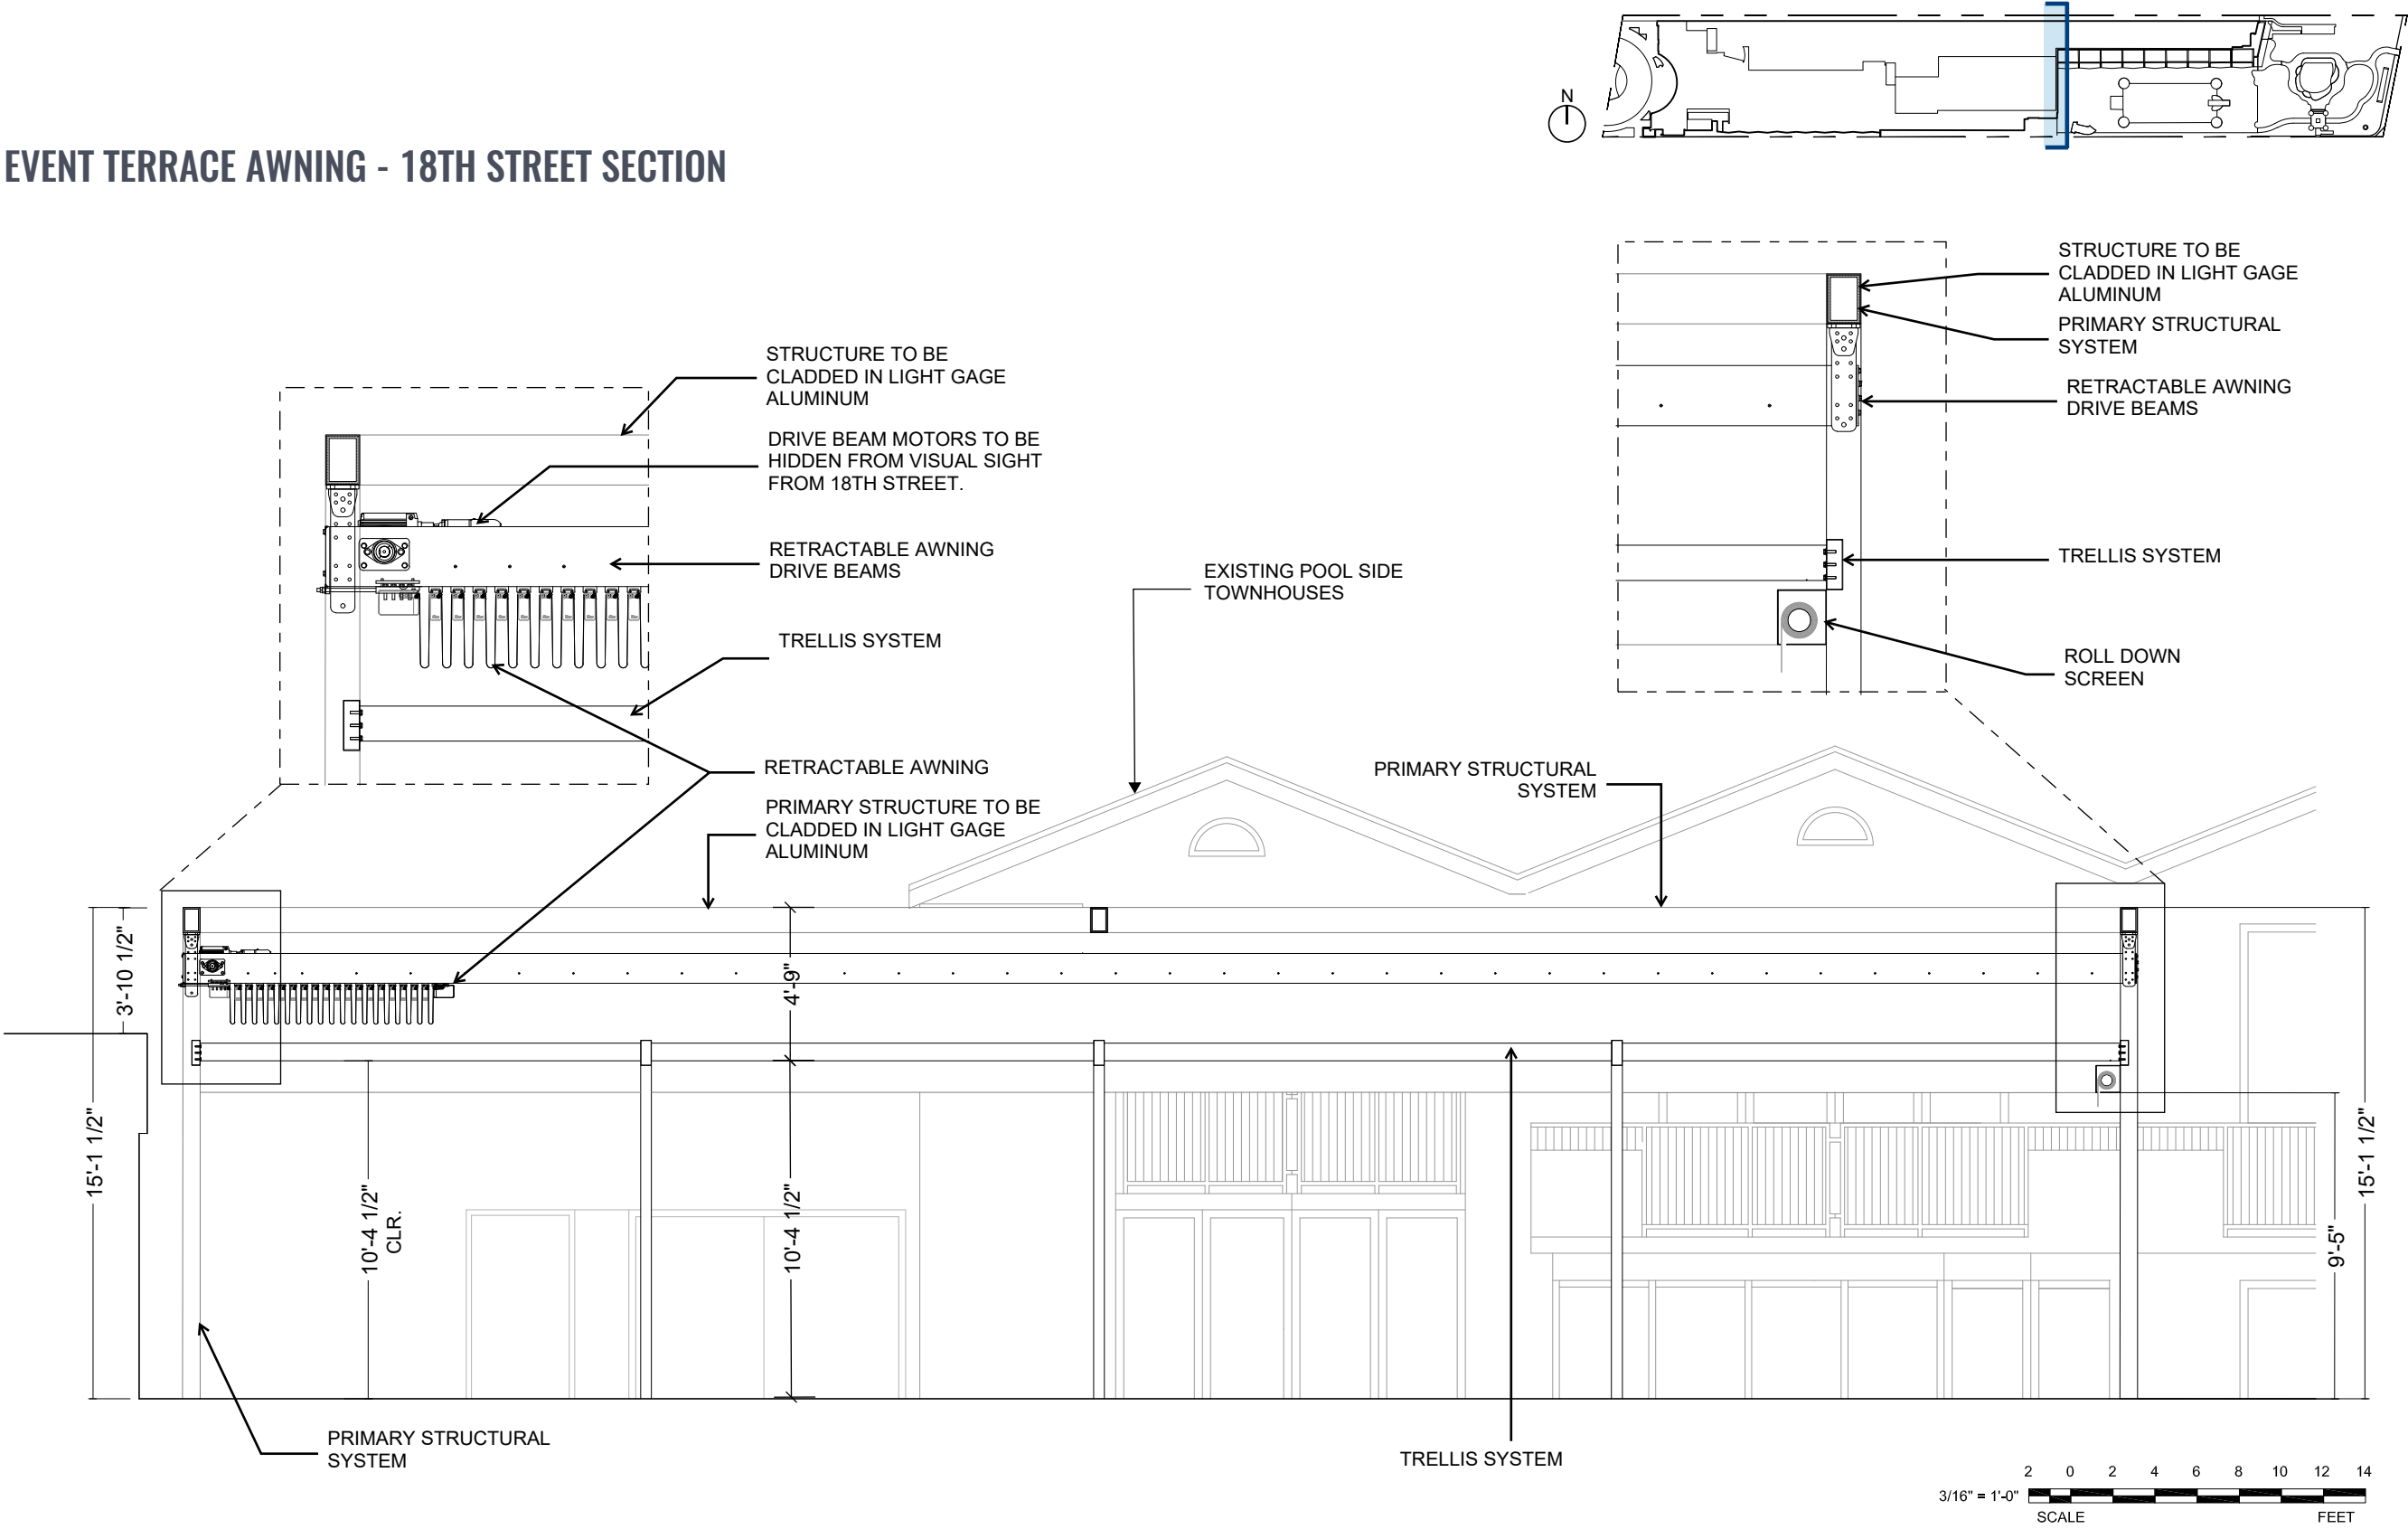 N
EVENT TERRACE AWNING - 18TH STREET SECTION
STRUCTURE TO BE
CLADDED IN LIGHT GAGE
ALUMINUM
PRIMARY STRUCTURAL
SYSTEM
RETRACTABLE AWNING
DRIVE BEAMS
TRELLIS SYSTEM
ROLL DOWN
SCREEN
STRUCTURE TO BE
CLADDED IN LIGHT GAGE
ALUMINUM
DRIVE BEAM MOTORS TO BE
HIDDEN FROM VISUAL SIGHT
FROM 18TH STREET.
RETRACTABLE AWNING
DRIVE BEAMS
TRELLIS SYSTEM
RETRACTABLE AWNING
PRIMARY STRUCTURE TO BE
CLADDED IN LIGHT GAGE
ALUMINUM
EXISTING POOL SIDE
TOWNHOUSES
PRIMARY STRUCTURAL
SYSTEM
3'-10 1/2"
15'-1 1/2"
10'-4 1/2"
CLR.
4'-9"
10'-4 1/2"
15'-1 1/2"
9'-5"
PRIMARY STRUCTURAL
SYSTEM
TRELLIS SYSTEM
2 0 2 4 6 8 10 12 14
3/16" = 1'-0"
SCALE FEET